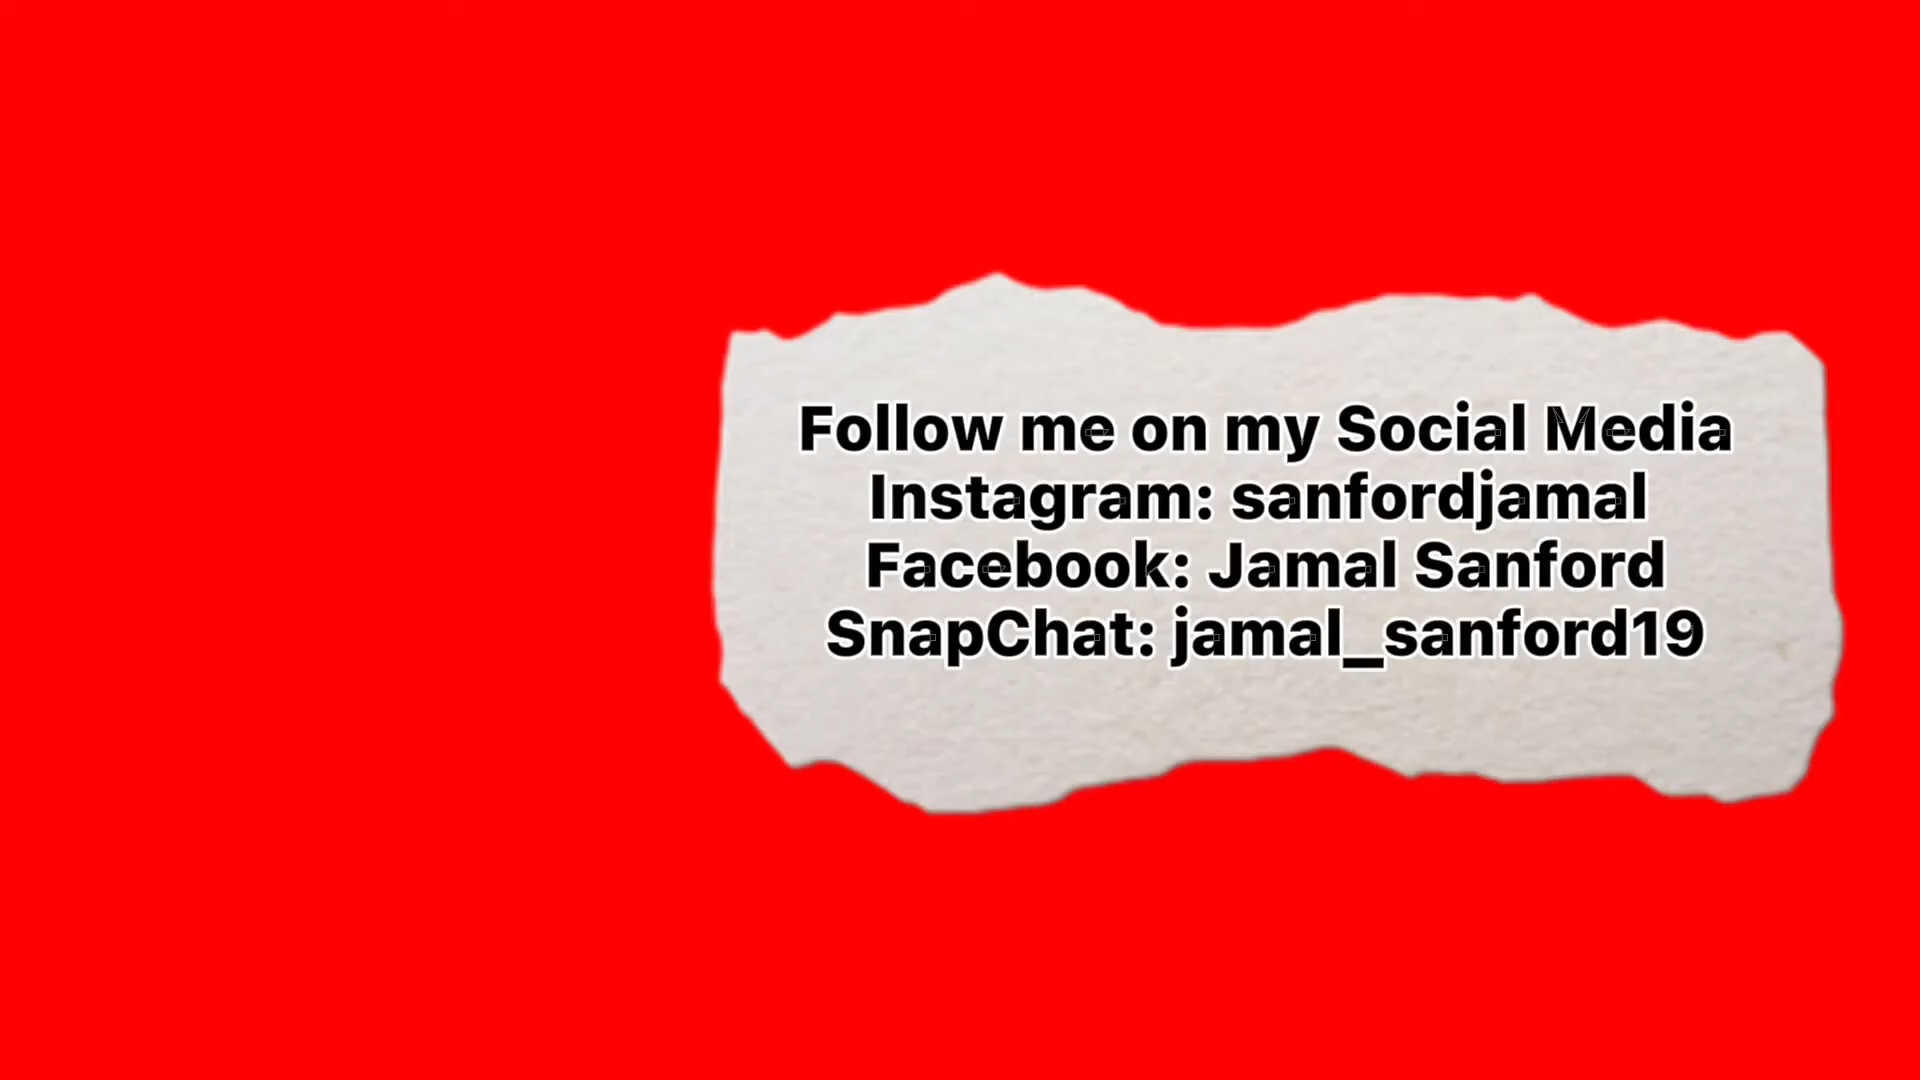 Follow me on my Social Media
Instagram: sanfordjamal
Facebook: Jamal Sanford
SnapChat: jamal_sanford19